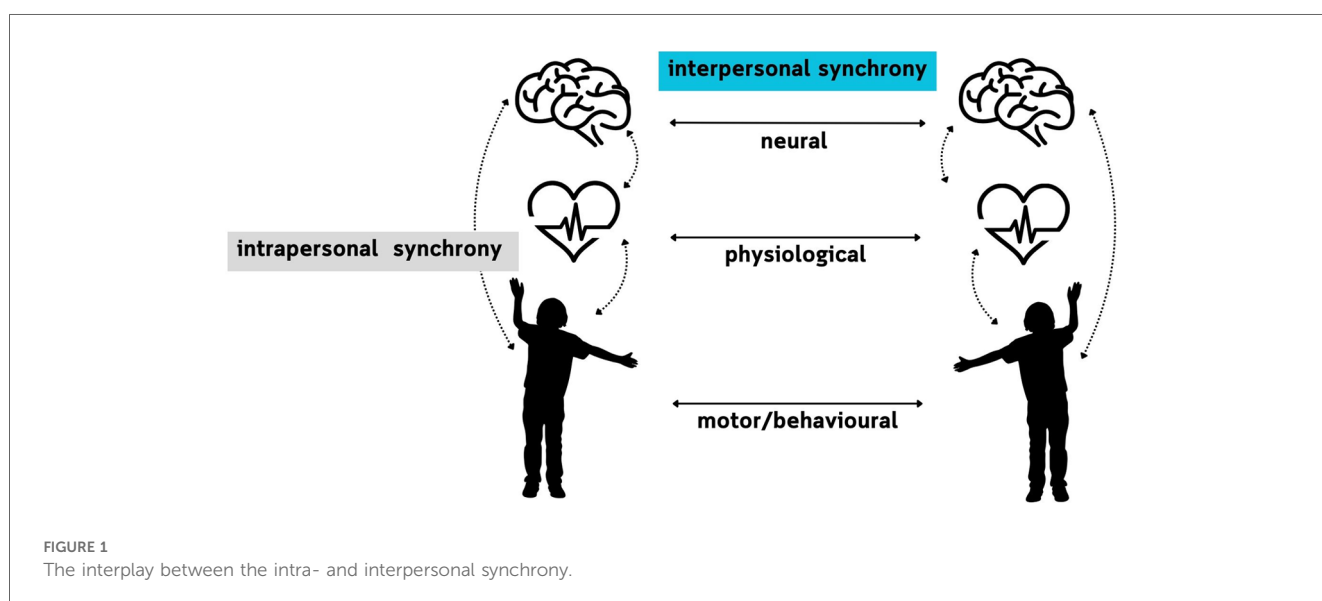 interpersonal synchrony
neural
intrapersonal synchrony
physiological
motor/behavioural
FIGURE 1
The interplay between the intra- and interpersonal synchrony.